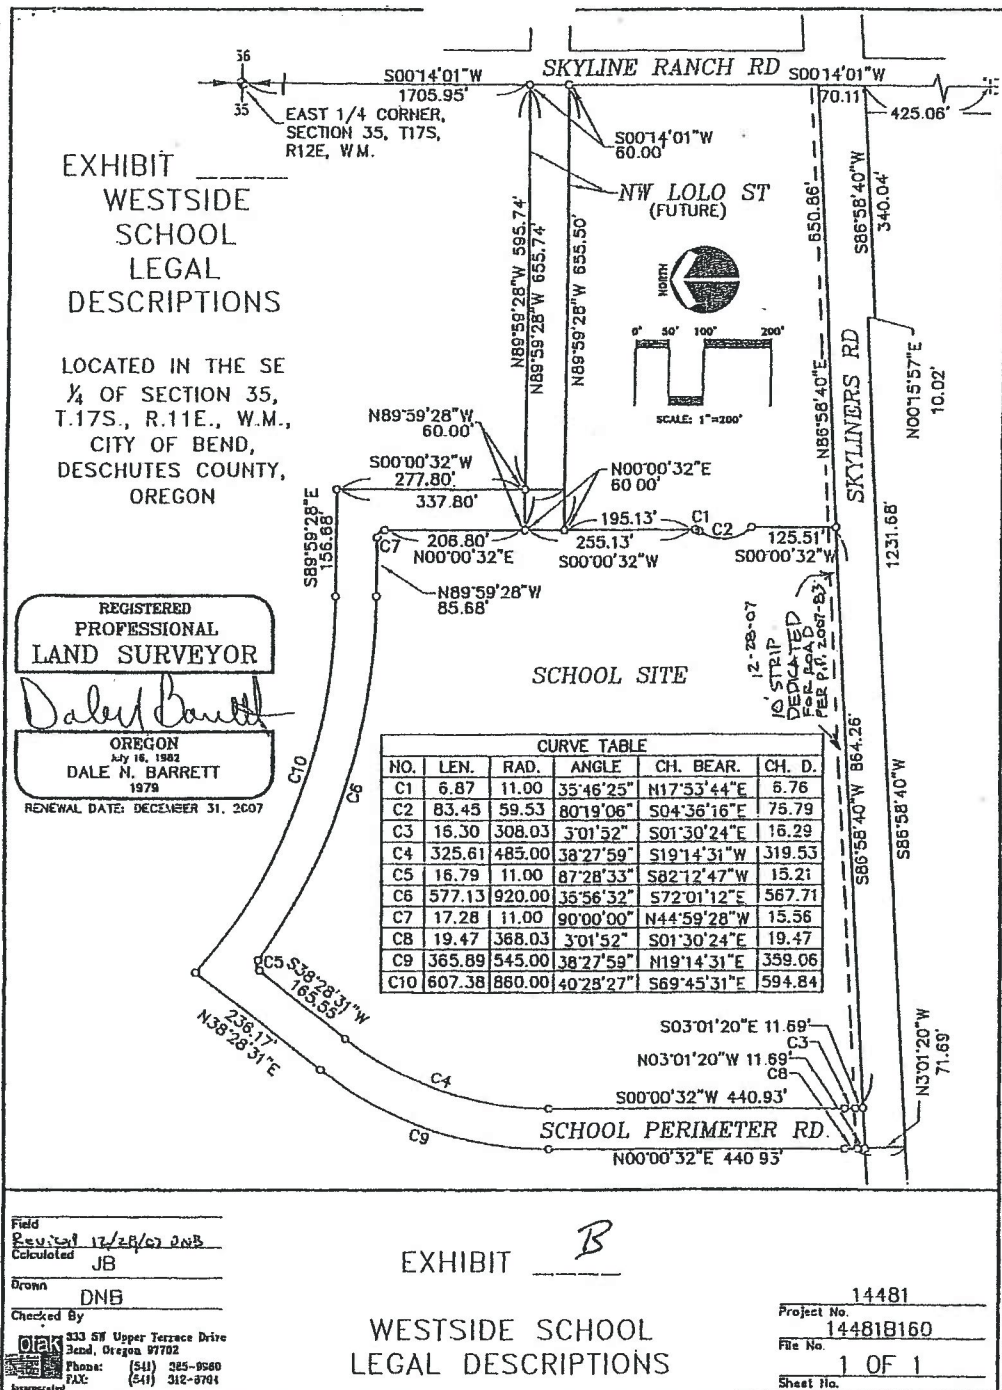 SKYLINE RANCH RD
36
35
S00°14'01"W
1705.95'
S00°14'01"W
70.11'
425.06'
EAST 1/4 CORNER,
SECTION 35, T17S,
R12E, W.M.
S00°14'01"W
60.00'
EXHIBIT
WESTSIDE
SCHOOL
LEGAL
DESCRIPTIONS
NW LOLO ST
(FUTURE)
N89°59'28"W 595.74'
N89°59'28"W 655.74'
N89°59'28"W 655.50'
650.86'
N86°58'40"E
S86°58'40"W
340.04'
NORTH
0' 50' 100' 200'
SCALE: 1"=200'
SKYLINERS RD
N00°15'57"E
10.02'
LOCATED IN THE SE
¼ OF SECTION 35,
T.17S., R.11E., W.M.,
CITY OF BEND,
DESCHUTES COUNTY,
OREGON
N89°59'28"W
60.00'
S00°00'32"W
277.80'
337.80'
N00°00'32"E
60.00'
S89°59'28"E
156.68'
C7
206.80'
N00°00'32"E
195.13'
255.13'
S00°00'32"W
C1
C2
125.51'
S00°00'32"W
1231.68'
N89°59'28"W
85.68'
REGISTERED
PROFESSIONAL
LAND SURVEYOR
OREGON
July 16, 1982
DALE N. BARRETT
1979
RENEWAL DATE: DECEMBER 31, 2007
SCHOOL SITE
12-28-07
10' STRIP
DEDICATED
FOR ROAD
PER P.P. 2007-83
S86°58'40"W 864.26'
S86°58'40"W
C10
C6
CURVE TABLE
NO. LEN. RAD. ANGLE CH. BEAR. CH. D.
C1 6.87 11.00 35°46'25" N17°53'44"E 6.76
C2 83.45 59.53 80°19'06" S04°36'16"E 76.79
C3 16.30 308.03 3°01'52" S01°30'24"E 16.29
C4 325.61 485.00 38°27'59" S19°14'31"W 319.53
C5 16.79 11.00 87°28'33" S82°12'47"W 15.21
C6 577.13 920.00 35°56'32" S72°01'12"E 567.71
C7 17.28 11.00 90°00'00" N44°59'28"W 15.56
C8 19.47 368.03 3°01'52" S01°30'24"E 19.47
C9 365.89 545.00 38°27'59" N19°14'31"E 359.06
C10 607.38 860.00 40°28'27" S69°45'31"E 594.84
C5
S38°28'31"W
165.55'
236.17'
N38°28'31"E
C4
C9
S03°01'20"E 11.69'
C3
N03°01'20"W 11.69'
C8
N3°01'20"W
71.69'
S00°00'32"W 440.93'
SCHOOL PERIMETER RD.
N00°00'32"E 440.93'
Field
Revised 12/28/07 DNB
Calculated
JB
Drawn
DNB
Checked By
otak
333 SW Upper Terrace Drive
Bend, Oregon 97702
Phone: (541)
FAX: (541)
Incorporated
EXHIBIT B
WESTSIDE SCHOOL
LEGAL DESCRIPTIONS
14481
Project No.
14481B160
File No.
1 OF 1
Sheet No.